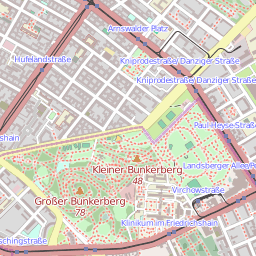 Arnswalder Platz
Hufelandstraße
Kniprodestraße/Danziger Straße
Kniprodestraße/Danziger Straße
Paul-Heyse-Straße
shain
Kleiner Bunkerberg
48
Landsberger Allee/P
Virchowstraße
Großer Bunkerberg
78
Klinikum im Friedrichshain
schingstraße